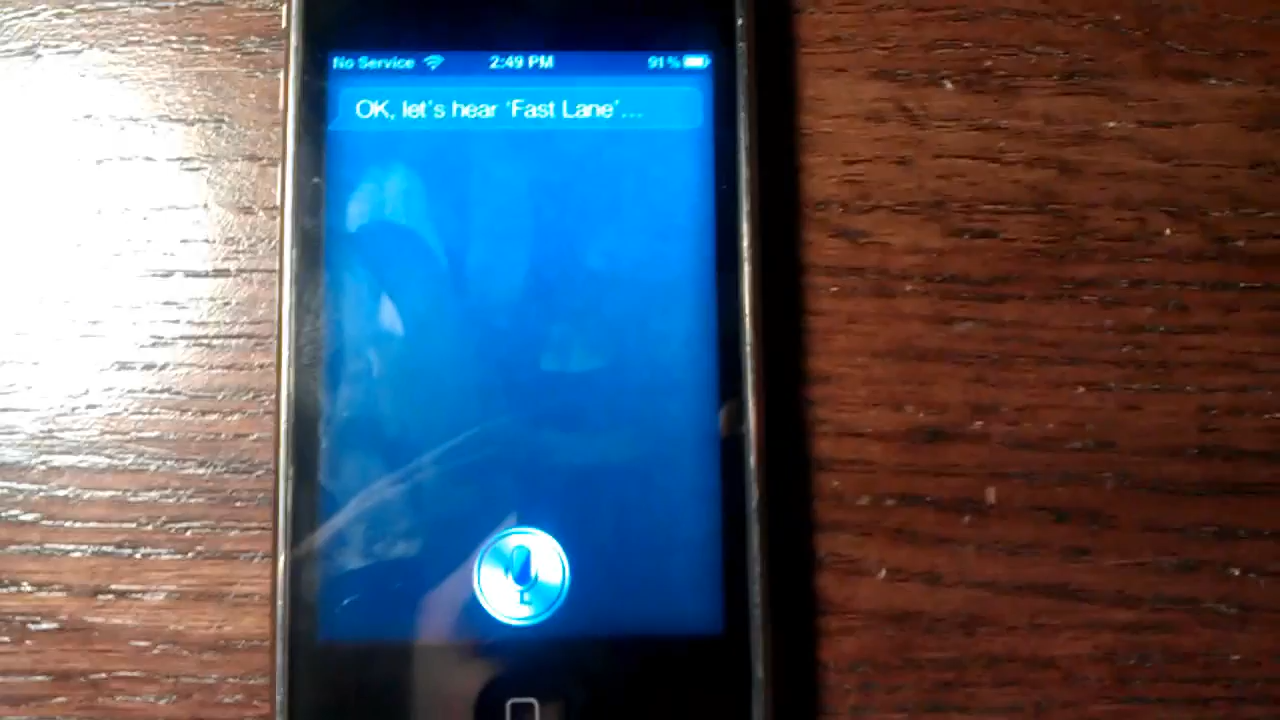 No Service 2:49 PM 91%
OK, let's hear ‘Fast Lane’...